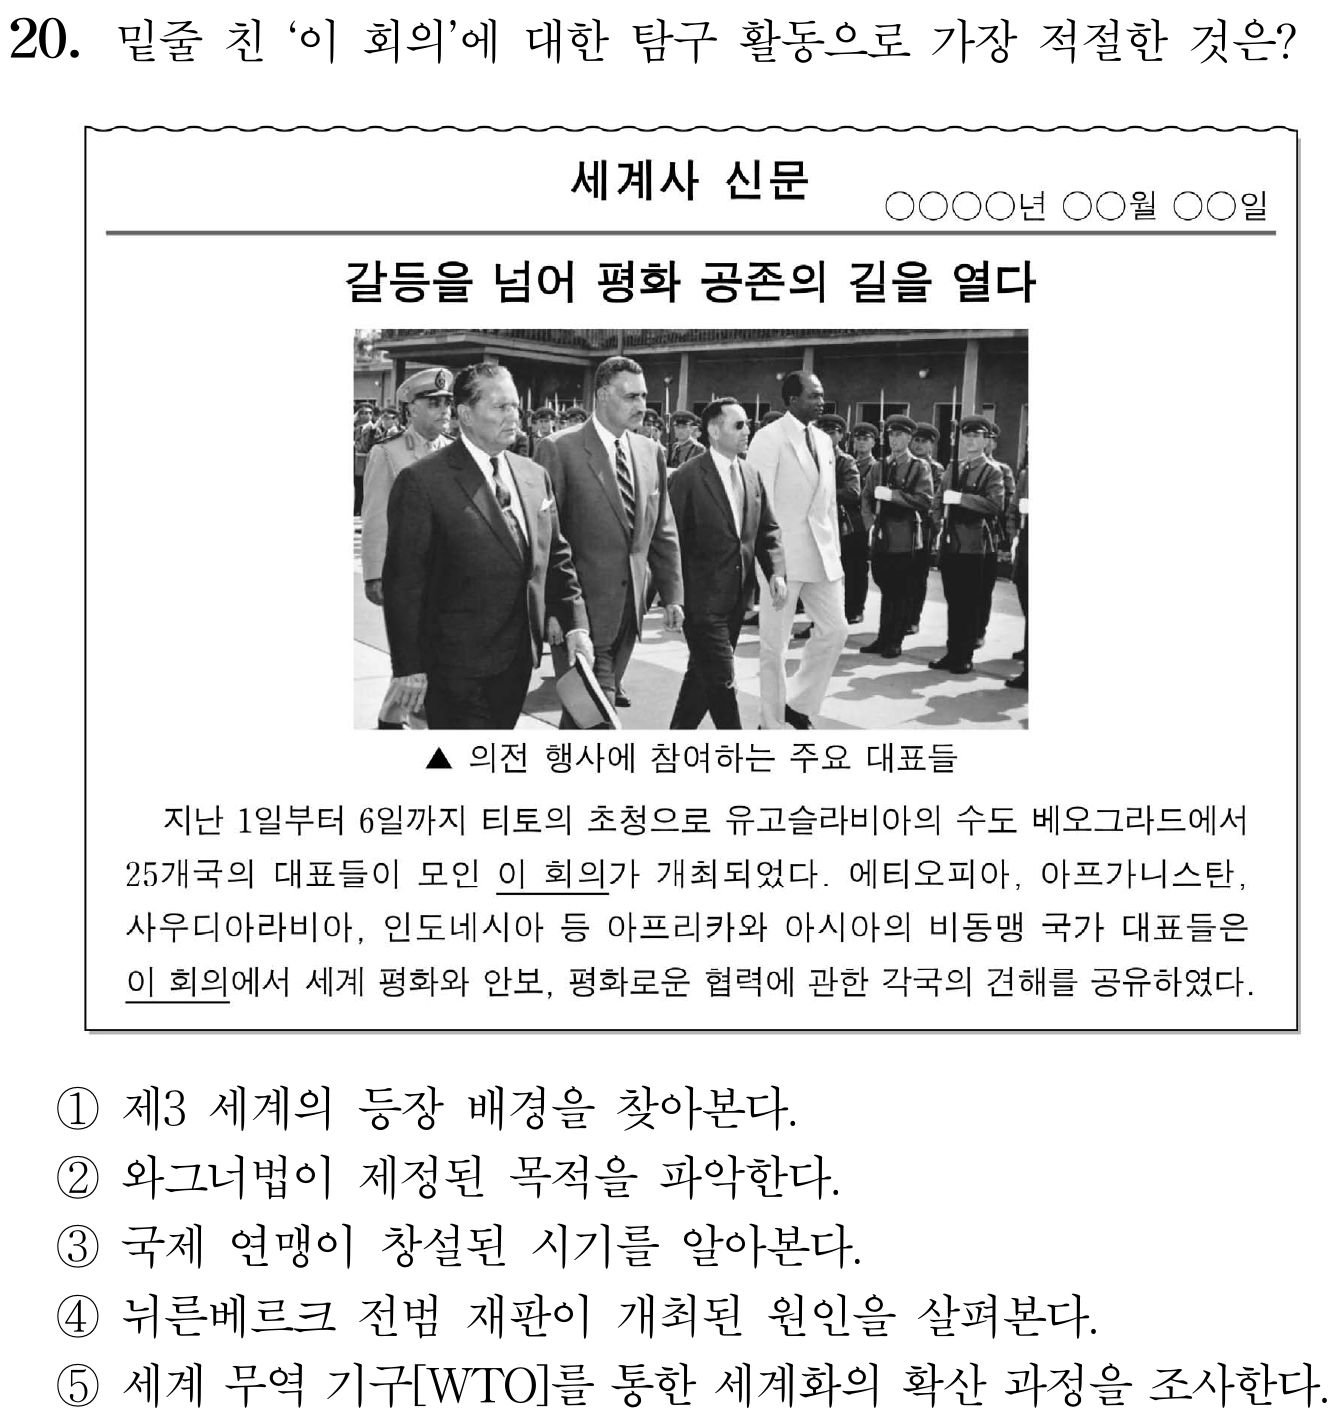 20. 밑줄 친 ‘이 회의’에 대한 탐구 활동으로 가장 적절한 것은?
세계사 신문
○○○○년 ○○월 ○○일
갈등을 넘어 평화 공존의 길을 열다
▲ 의전 행사에 참여하는 주요 대표들
지난 1일부터 6일까지 티토의 초청으로 유고슬라비아의 수도 베오그라드에서
25개국의 대표들이 모인 이 회의가 개최되었다. 에티오피아, 아프가니스탄,
사우디아라비아, 인도네시아 등 아프리카와 아시아의 비동맹 국가 대표들은
이 회의에서 세계 평화와 안보, 평화로운 협력에 관한 각국의 견해를 공유하였다.
① 제3 세계의 등장 배경을 찾아본다.
② 와그너법이 제정된 목적을 파악한다.
③ 국제 연맹이 창설된 시기를 알아본다.
④ 뉘른베르크 전범 재판이 개최된 원인을 살펴본다.
⑤ 세계 무역 기구[WTO]를 통한 세계화의 확산 과정을 조사한다.